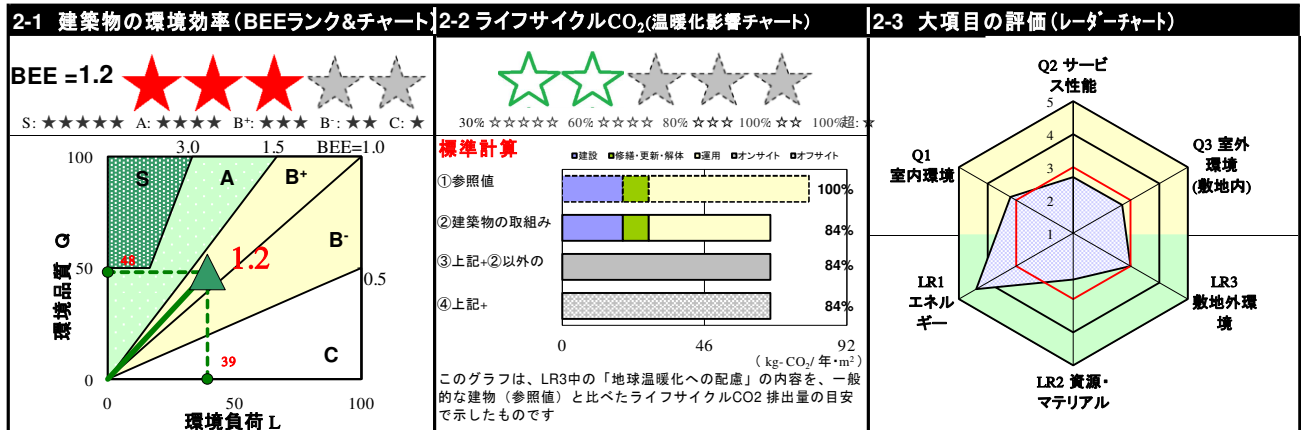 2-1 建築物の環境効率(BEEランク&チャート)
BEE =1.2
S: ★★★★★ A: ★★★★ B+: ★★★ B-: ★★ C: ★
3.0 1.5 BEE=1.0
100
S
A
B+
B-
環境品質 Q
50
48
1.2
0.5
39
C
0
0 50 100
環境負荷 L
2-2 ライフサイクルCO2(温暖化影響チャート)
30% ☆☆☆☆☆ 60% ☆☆☆☆ 80% ☆☆☆ 100% ☆☆ 100%超: ☆
標準計算
■建設 ■修繕・更新・解体 □運用 ■オンサイト ■オフサイト
①参照値 100%
②建築物の取組み 84%
③上記+②以外の 84%
④上記+ 84%
0 46 92
( kg-CO2/ 年・m2 )
このグラフは、LR3中の「地球温暖化への配慮」の内容を、一般
的な建物(参照値)と比べたライフサイクルCO2 排出量の目安
で示したものです
2-3 大項目の評価(レーダーチャート)
Q2 サービ
ス性能
5
4
3
2
1
Q1
室内環境
Q3 室外
環境
(敷地内)
LR1
エネル
ギー
LR3
敷地外環
境
LR2 資源・
マテリアル